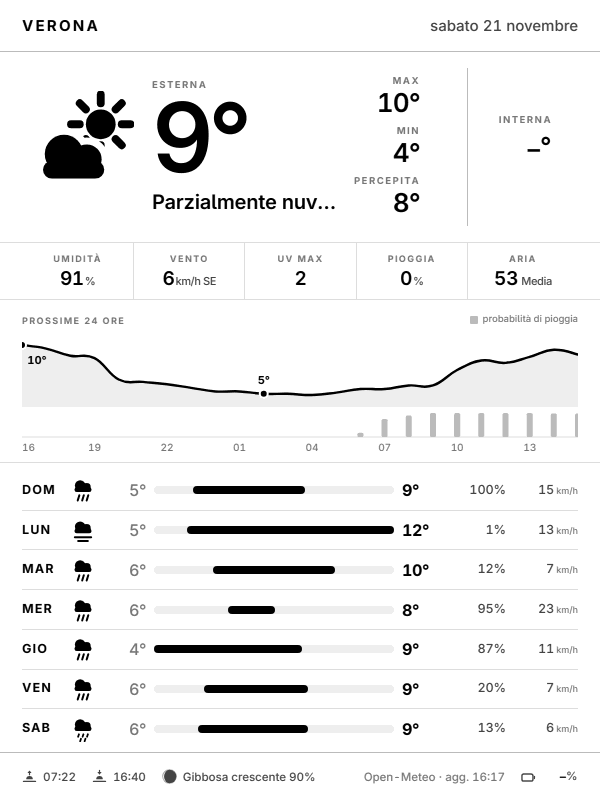 VERONA
sabato 21 novembre
ESTERNA
9°
Parzialmente nuv...
MAX
10°
MIN
4°
PERCEPITA
8°
INTERNA
–°
UMIDITÀ
91%
VENTO
6km/h SE
UV MAX
2
PIOGGIA
0%
ARIA
53 Media
PROSSIME 24 ORE
probabilità di pioggia
10°
5°
16 19 22 01 04 07 10 13
DOM 5° 9° 100% 15 km/h
LUN 5° 12° 1% 13 km/h
MAR 6° 10° 12% 7 km/h
MER 6° 8° 95% 23 km/h
GIO 4° 9° 87% 11 km/h
VEN 6° 9° 20% 7 km/h
SAB 6° 9° 13% 6 km/h
07:22 16:40 Gibbosa crescente 90% Open-Meteo · agg. 16:17 –%